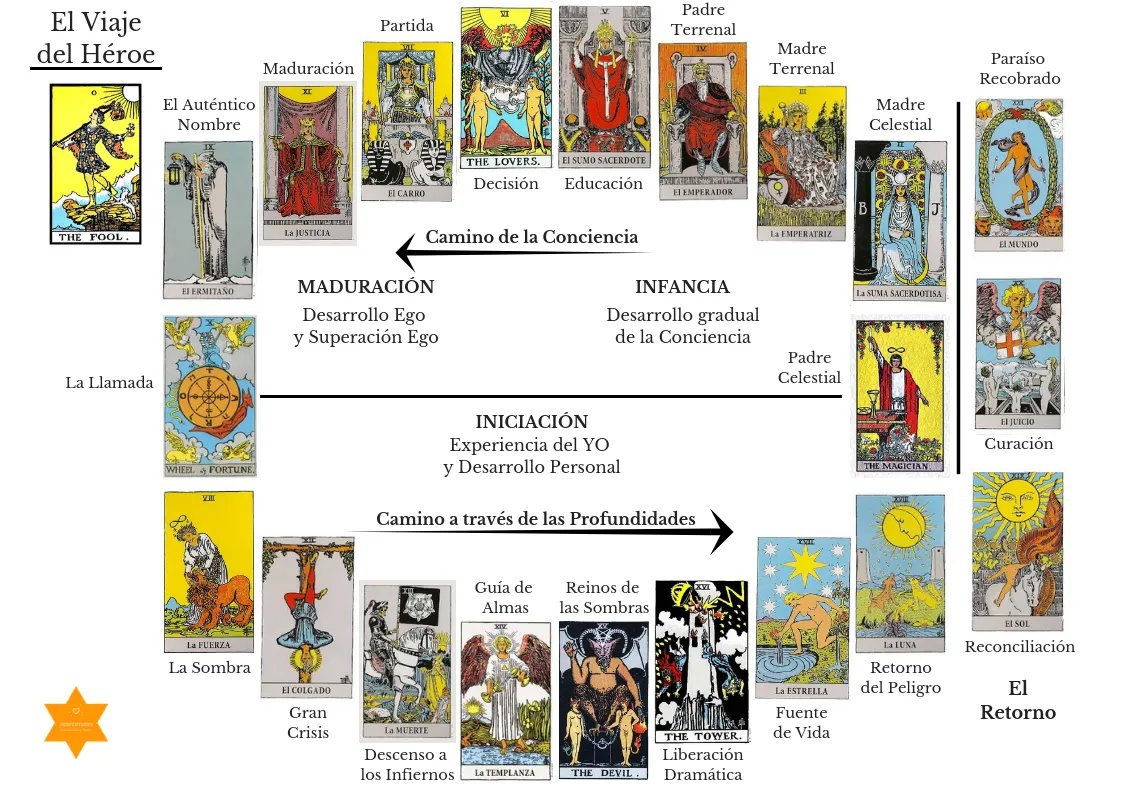 El Viaje
del Héroe
THE FOOL.
El Auténtico
Nombre
IX
El ERMITAÑO
Maduración
XI
La JUSTICIA
Partida
VII
El CARRO
VI
THE LOVERS.
Decisión
V
El SUMO SACERDOTE
Educación
Padre
Terrenal
IV
El EMPERADOR
Madre
Terrenal
III
La EMPERATRIZ
Madre
Celestial
B
J
La SUMA SACERDOTISA
Paraíso
Recobrado
XXI
El MUNDO
Camino de la Conciencia
MADURACIÓN
Desarrollo Ego
y Superación Ego
INFANCIA
Desarrollo gradual
de la Conciencia
La Llamada
X
WHEEL of FORTUNE.
Padre
Celestial
I
THE MAGICIAN
El JUICIO
Curación
INICIACIÓN
Experiencia del YO
y Desarrollo Personal
Camino a través de las Profundidades
VIII
La FUERZA
La Sombra
El COLGADO
Gran
Crisis
XIII
La MUERTE
Descenso a
los Infiernos
Guía de
Almas
XIV
La TEMPLANZA
Reinos de
las Sombras
XV
THE DEVIL.
XVI
THE TOWER.
Liberación
Dramática
XVII
La ESTRELLA
Fuente
de Vida
XVIII
La LUNA
Retorno
del Peligro
XIX
El SOL
Reconciliación
El
Retorno